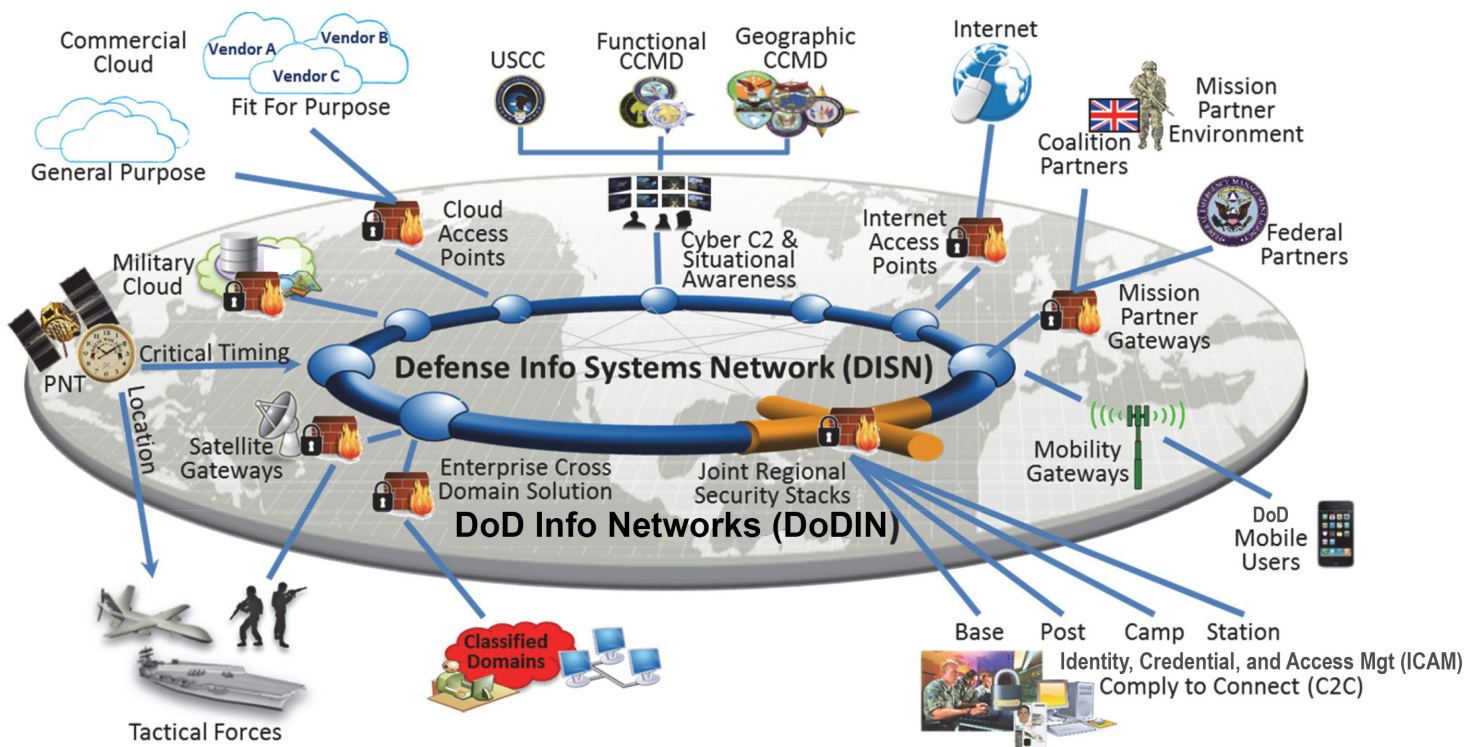 Commercial
Cloud
Vendor A
Vendor B
Vendor C
Fit For Purpose
General Purpose
USCC
Functional
CCMD
Geographic
CCMD
Internet
Mission
Partner
Environment
Coalition
Partners
Federal
Partners
Cloud
Access
Points
Cyber C2 &
Situational
Awareness
Internet
Access
Points
Military
Cloud
Mission
Partner
Gateways
PNT
Critical Timing
Location
Defense Info Systems Network (DISN)
Satellite
Gateways
Enterprise Cross
Domain Solution
Joint Regional
Security Stacks
Mobility
Gateways
DoD Info Networks (DoDIN)
DoD
Mobile
Users
Classified
Domains
Tactical Forces
Base
Post
Camp
Station
Identity, Credential, and Access Mgt (ICAM)
Comply to Connect (C2C)